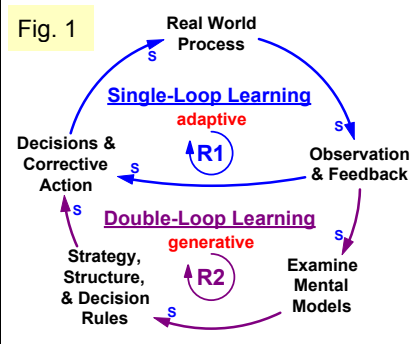 Fig. 1
Real World
Process
S
S
Single-Loop Learning
adaptive
R1
Decisions &
Corrective
Action
S
Observation
& Feedback
S
Double-Loop Learning
generative
R2
S
Strategy,
Structure,
& Decision
Rules
Examine
Mental
Models
S